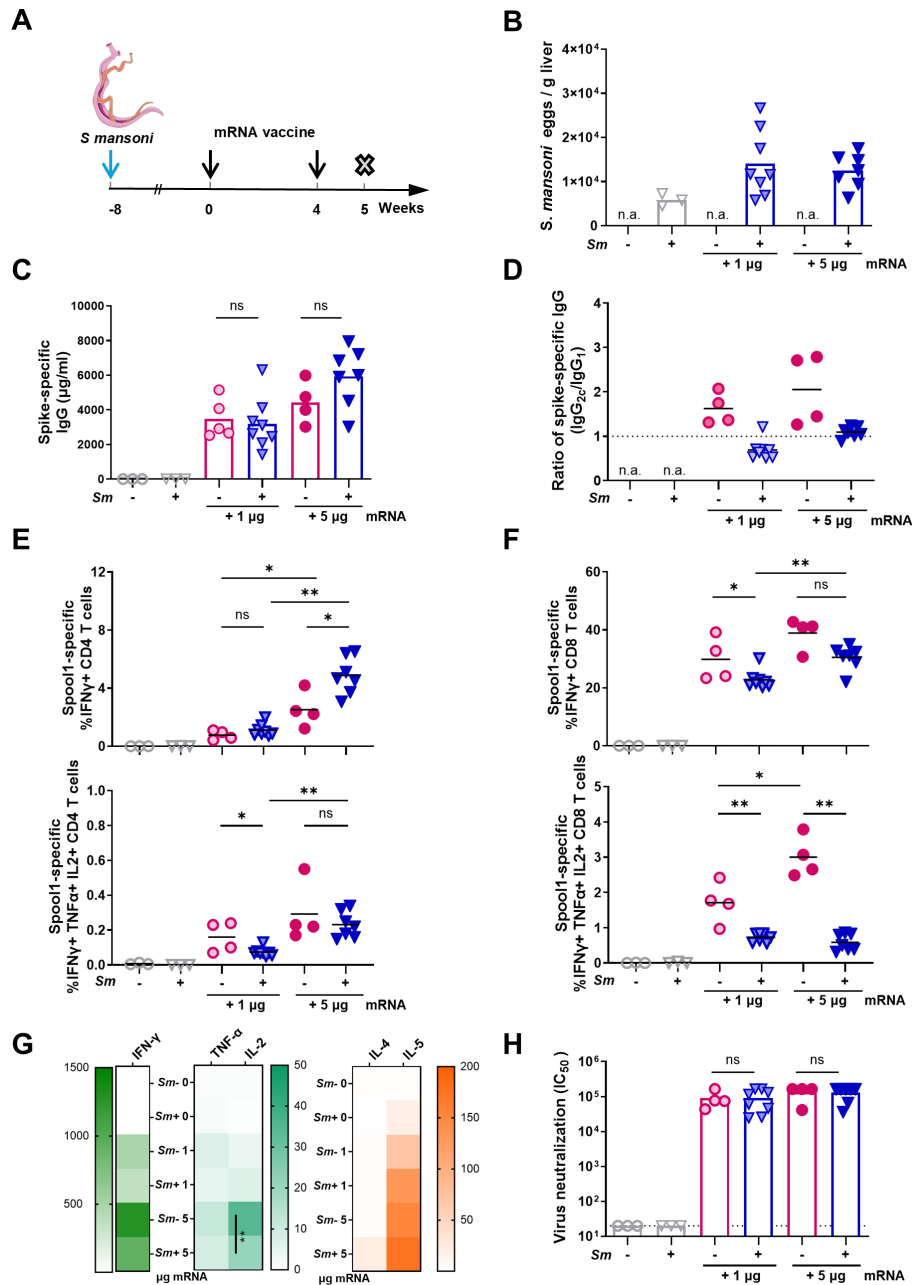 A
S mansoni
mRNA vaccine
-8
0
4
5
Weeks
B
S. mansoni eggs / g liver
4×10⁴
3×10⁴
2×10⁴
1×10⁴
0
n.a.
n.a.
n.a.
Sm
-
+
-
+
-
+
+ 1 µg
+ 5 µg
mRNA
C
Spike-specific
IgG (µg/ml)
10000
8000
6000
4000
2000
0
ns
ns
Sm
-
+
-
+
-
+
+ 1 µg
+ 5 µg
mRNA
D
Ratio of spike-specific IgG
(IgG2c/IgG1)
4
3
2
1
0
n.a.
n.a.
Sm
-
+
-
+
-
+
+ 1 µg
+ 5 µg
mRNA
E
Spool1-specific
%IFNγ+ CD4 T cells
12
8
4
0
*
**
ns
*
Spool1-specific
%IFNγ+ TNFα+ IL2+ CD4 T cells
1.0
0.8
0.6
0.4
0.2
0.0
**
*
ns
Sm
-
+
-
+
-
+
+ 1 µg
+ 5 µg
mRNA
F
Spool1-specific
%IFNγ+ CD8 T cells
60
40
20
0
**
*
ns
Spool1-specific
%IFNγ+ TNFα+ IL2+ CD8 T cells
5
4
3
2
1
0
*
**
**
Sm
-
+
-
+
-
+
+ 1 µg
+ 5 µg
mRNA
G
1500
1000
500
IFN-γ
Sm- 0
Sm+ 0
Sm- 1
Sm+ 1
Sm- 5
Sm+ 5
µg mRNA
TNF-α
IL-2
**
50
40
30
20
10
0
IL-4
IL-5
Sm- 0
Sm+ 0
Sm- 1
Sm+ 1
Sm- 5
Sm+ 5
µg mRNA
200
150
100
50
H
Virus neutralization (IC50)
10⁶
10⁵
10⁴
10³
10²
10¹
ns
ns
Sm
-
+
-
+
-
+
+ 1 µg
+ 5 µg
mRNA